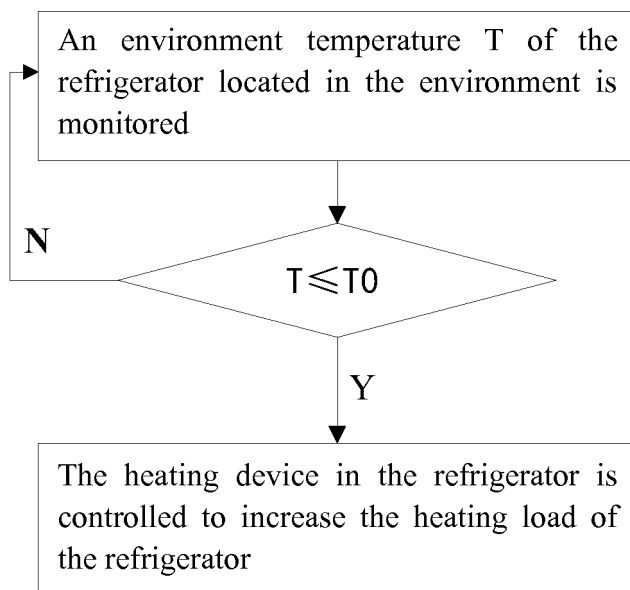 An environment temperature T of the
refrigerator located in the environment is
monitored
N
T≤T0
Y
The heating device in the refrigerator is
controlled to increase the heating load of
the refrigerator